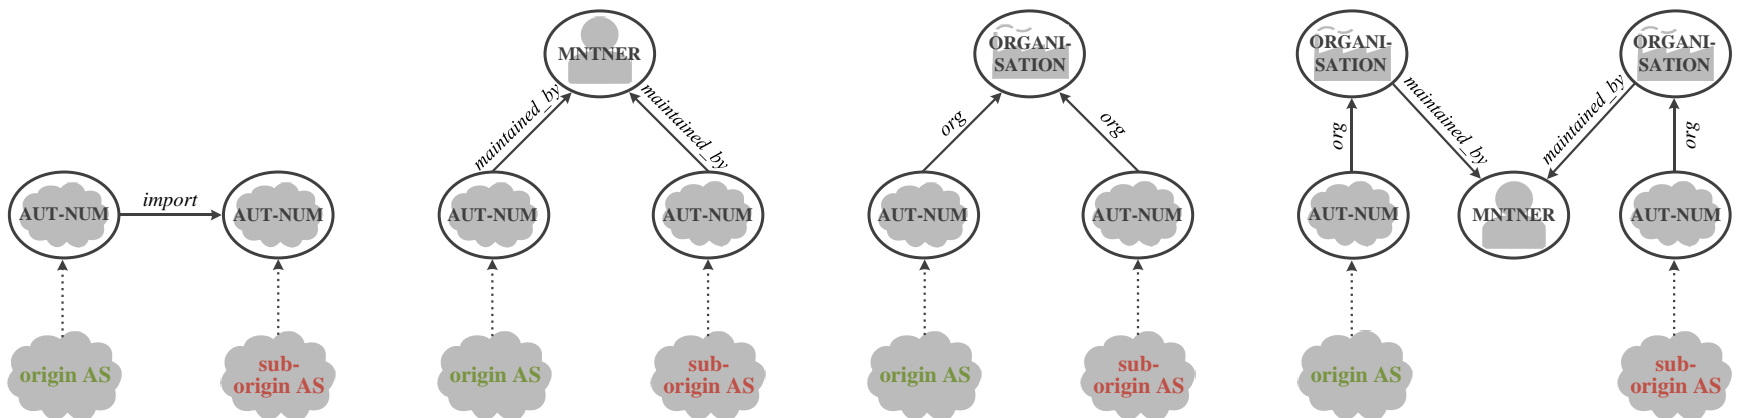 AUT-NUM
import
AUT-NUM
origin AS
sub-
origin AS
MNTNER
maintained_by
maintained_by
AUT-NUM
AUT-NUM
origin AS
sub-
origin AS
ORGANI-
SATION
org
org
AUT-NUM
AUT-NUM
origin AS
sub-
origin AS
ORGANI-
SATION
ORGANI-
SATION
org
maintained_by
maintained_by
org
AUT-NUM
MNTNER
AUT-NUM
origin AS
sub-
origin AS